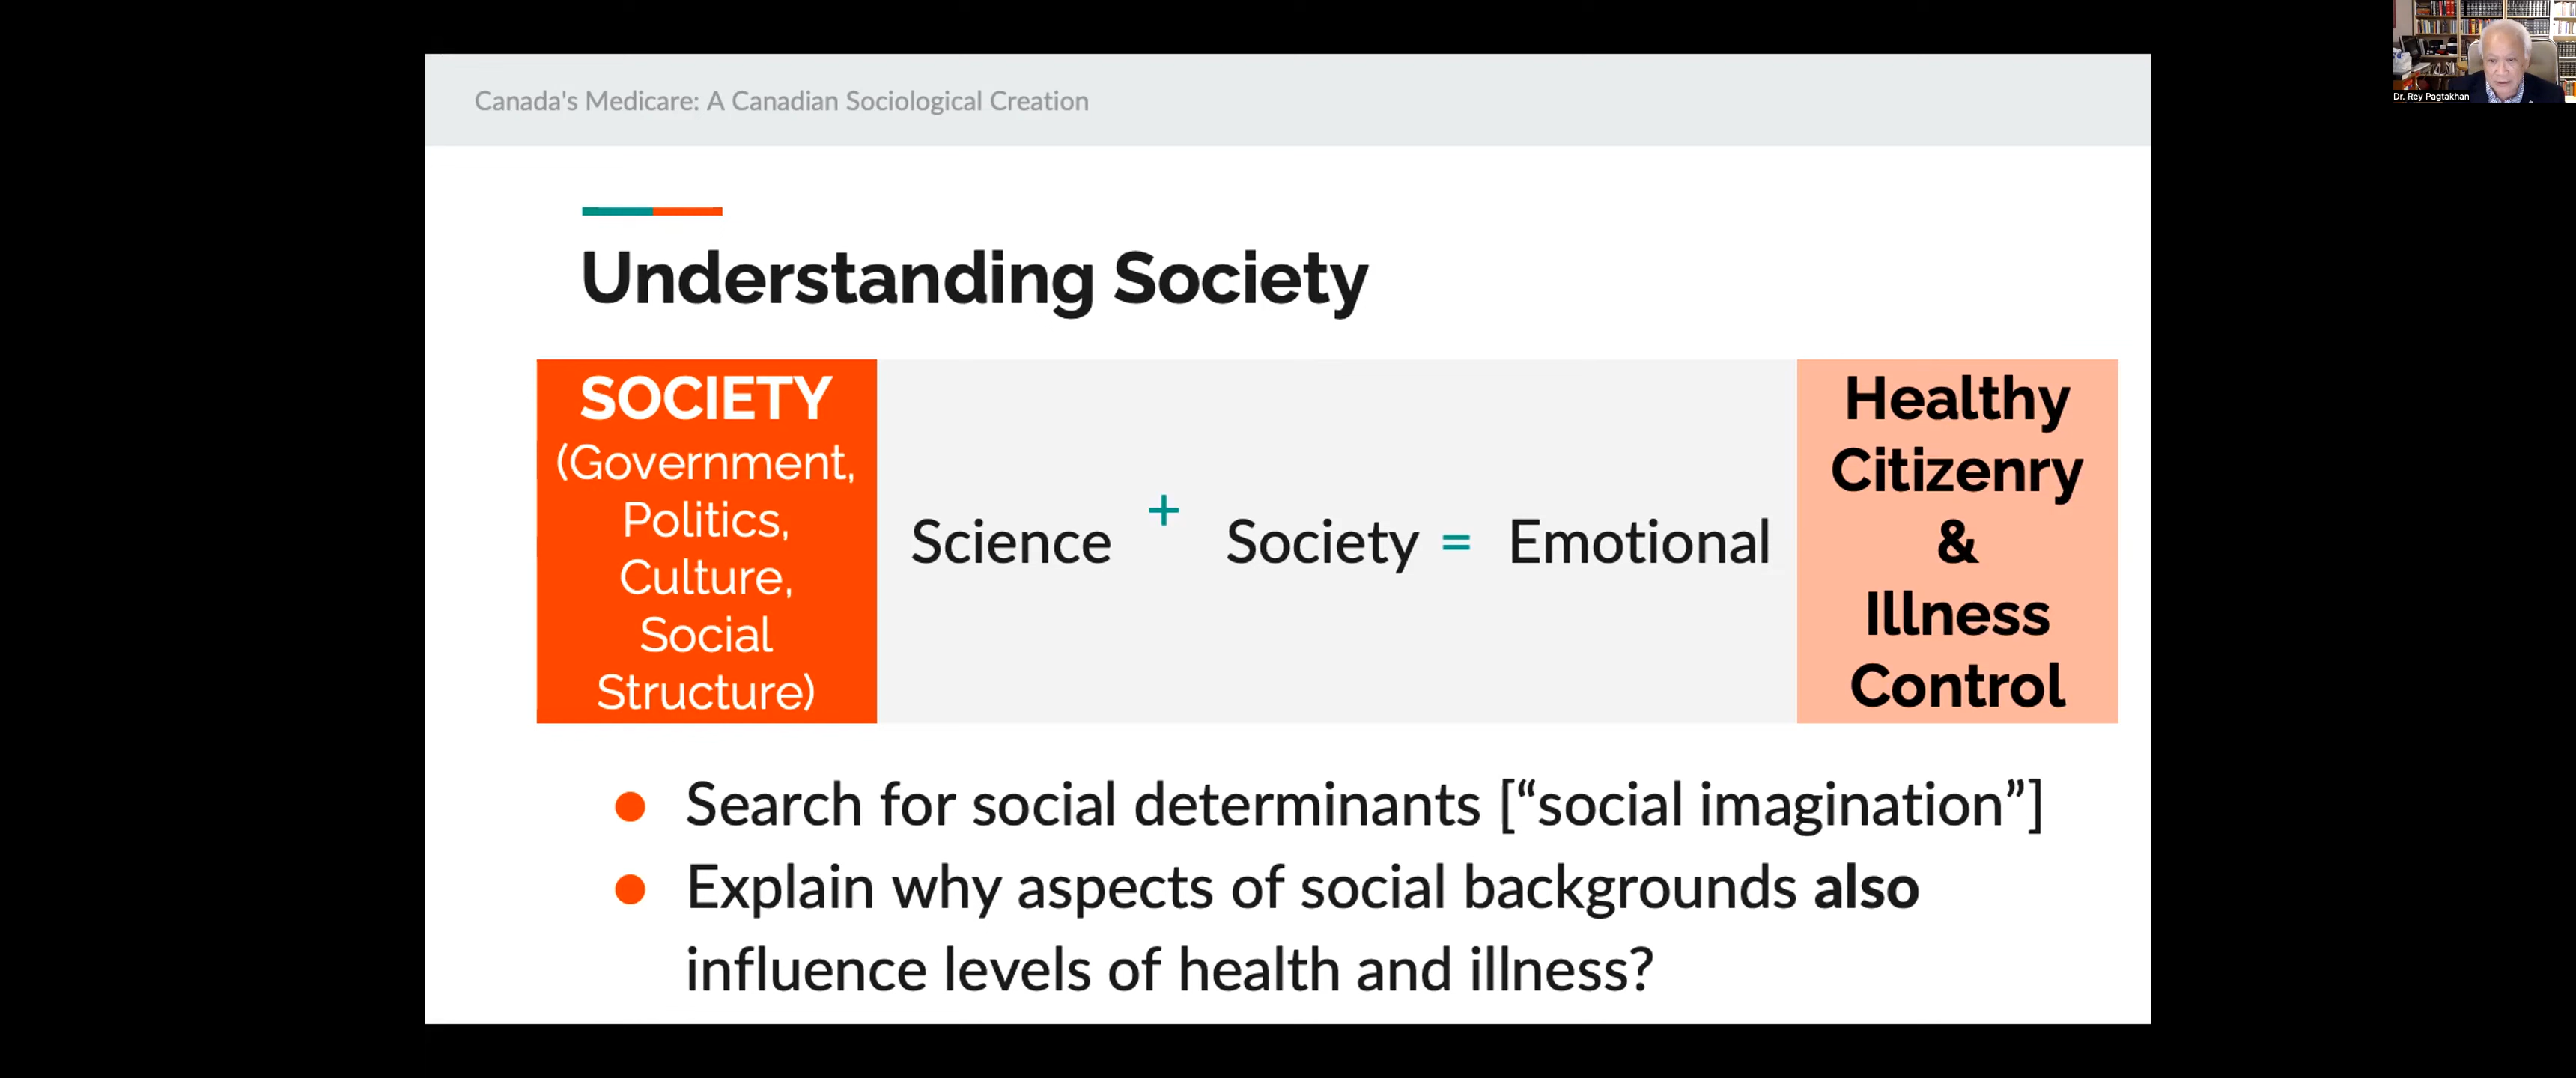 Canada's Medicare: A Canadian Sociological Creation
Understanding Society
SOCIETY
(Government,
Politics,
Culture,
Social
Structure)
Science + Society = Emotional
Healthy
Citizenry
&
Illness
Control
● Search for social determinants [“social imagination”]
● Explain why aspects of social backgrounds also
influence levels of health and illness?
Dr. Rey Pagtakhan